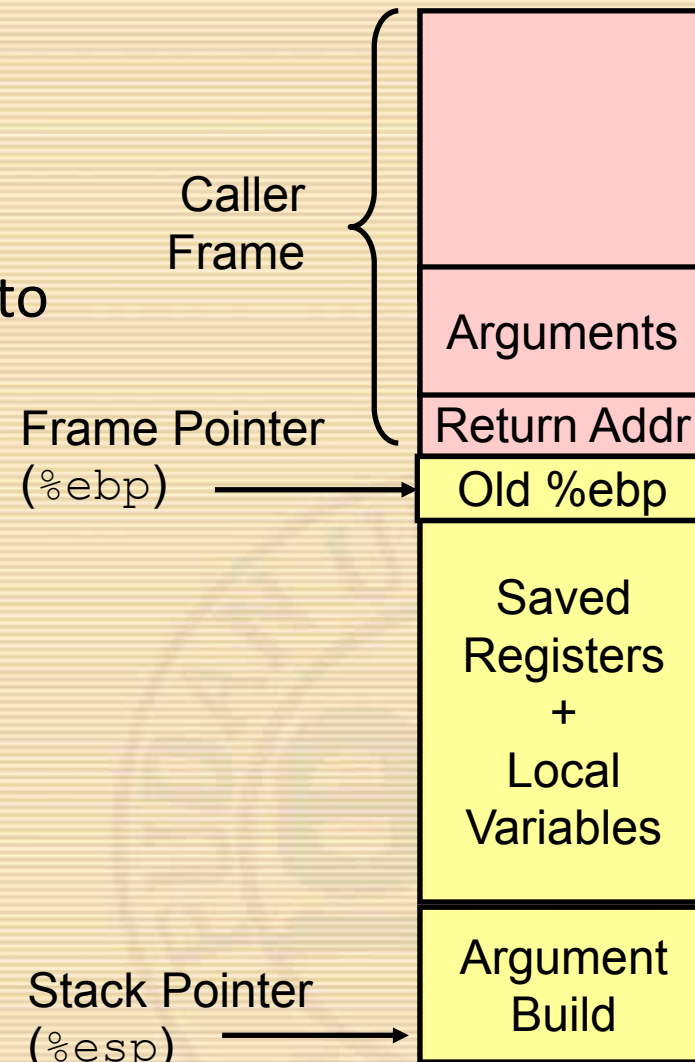 Caller
Frame
to
Arguments
Frame Pointer
(%ebp)
Return Addr
Old %ebp
Saved
Registers
+
Local
Variables
Argument
Build
Stack Pointer
(%esp)
FUDAN U